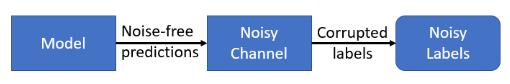 Model
Noise-free
predictions
Noisy
Channel
Corrupted
labels
Noisy
Labels